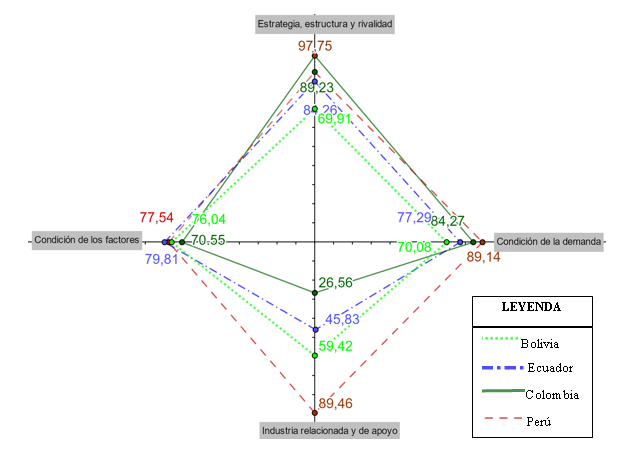 Estrategia, estructura y rivalidad
97,75
89,23
84,26
69,91
77,54
76,04
77,29
84,27
Condición de los factores
70,55
70,08
Condición de la demanda
79,81
89,14
26,56
45,83
59,42
89,46
Industria relacionada y de apoyo
LEYENDA
Bolivia
Ecuador
Colombia
Perú